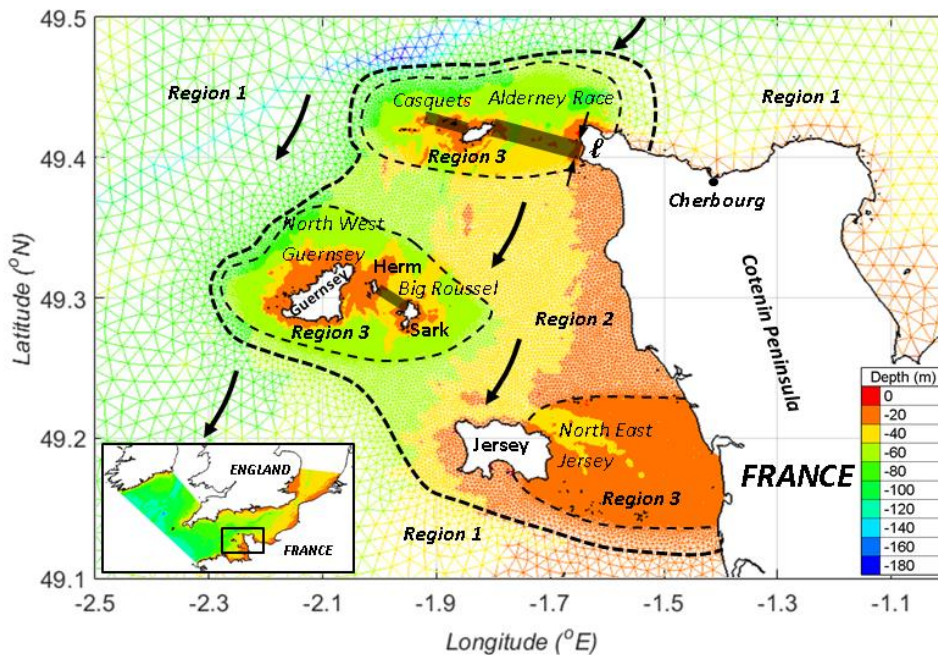 49.5
49.4
49.3
49.2
49.1
Latitude (°N)
-2.5
-2.3
-2.1
-1.9
-1.7
-1.5
-1.3
-1.1
Longitude (°E)
Region 1
Region 1
Casquets
Alderney Race
Region 3
ℓ
Cherbourg
North West
Guernsey
Herm
Guernsey
Big Roussel
Sark
Region 3
Region 2
Cotenin Peninsula
Jersey
North East
Jersey
Region 3
FRANCE
Region 1
ENGLAND
FRANCE
Depth (m)
0
-20
-40
-60
-80
-100
-120
-140
-160
-180